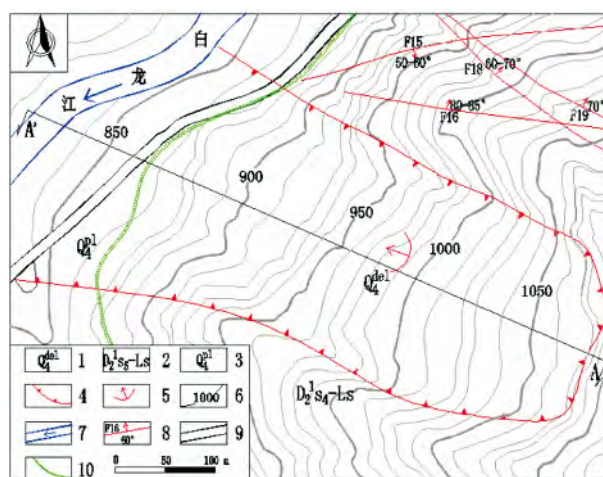 白
龙
江
F15
50-60°
F18
60-70°
80-85°
F16
70°
F19
A'
850
900
950
1000
1050
Q₄ᵖˡ
Q₄ᵈᵉˡ
A
D₂¹s₄-Ls
Q₄ᵈᵉˡ 1
D₂¹s₅-Ls 2
Q₄ᵖˡ 3
4
5
1000 6
7
F16 60° 8
9
10
0 50 100 m